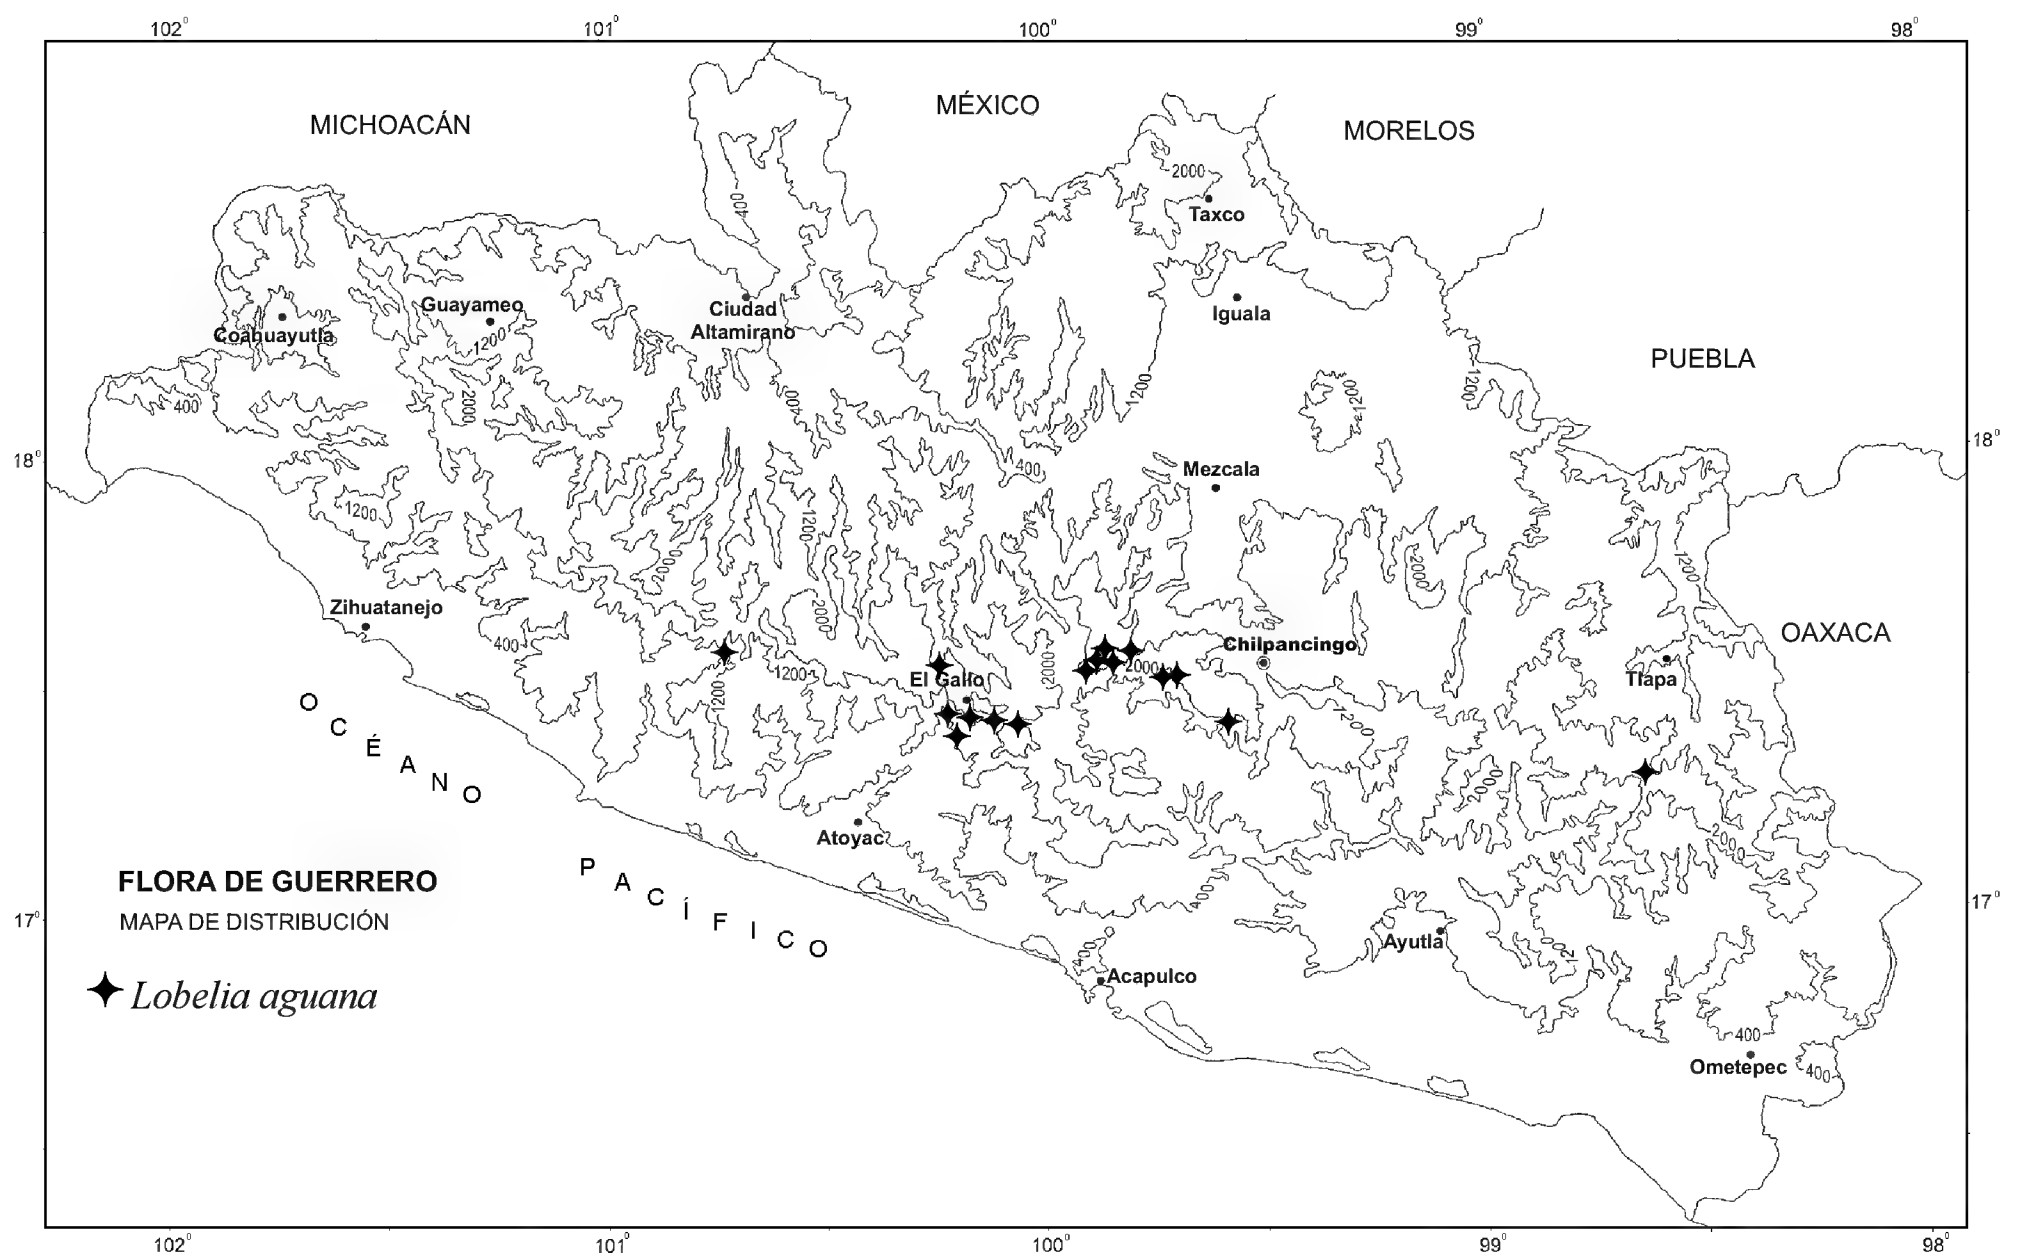 102° 101° 100° 99° 98°
MICHOACÁN
MÉXICO
MORELOS
2000
Taxco
400
Guayameo
Ciudad
Altamirano
Iguala
Coahuayutla
1200
PUEBLA
400
2000
400
1200
1200
1200
18°
18°
400
Mezcala
1200
1200
2000
2000
1200
Zihuatanejo
2000
400
Chilpancingo
OAXACA
2000
2000
1200
El Gallo
Tlapa
1200
1200
OCÉANO
2000
2000
Atoyac
PACÍFICO
FLORA DE GUERRERO
MAPA DE DISTRIBUCIÓN
400
17°
17°
Ayutla
1200
400
Acapulco
Lobelia aguana
400
Ometepec
400
102° 101° 100° 99° 98°